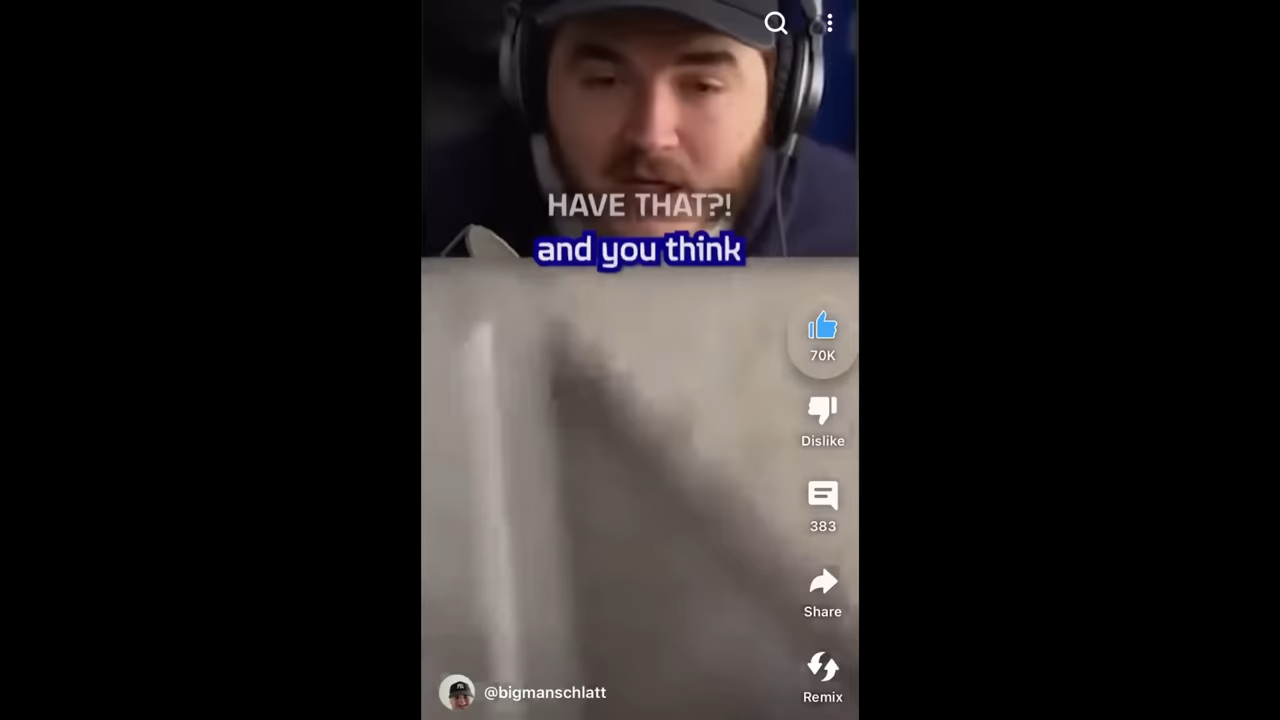 HAVE THAT?!
and you think
70K
Dislike
383
Share
Remix
@bigmanschlatt